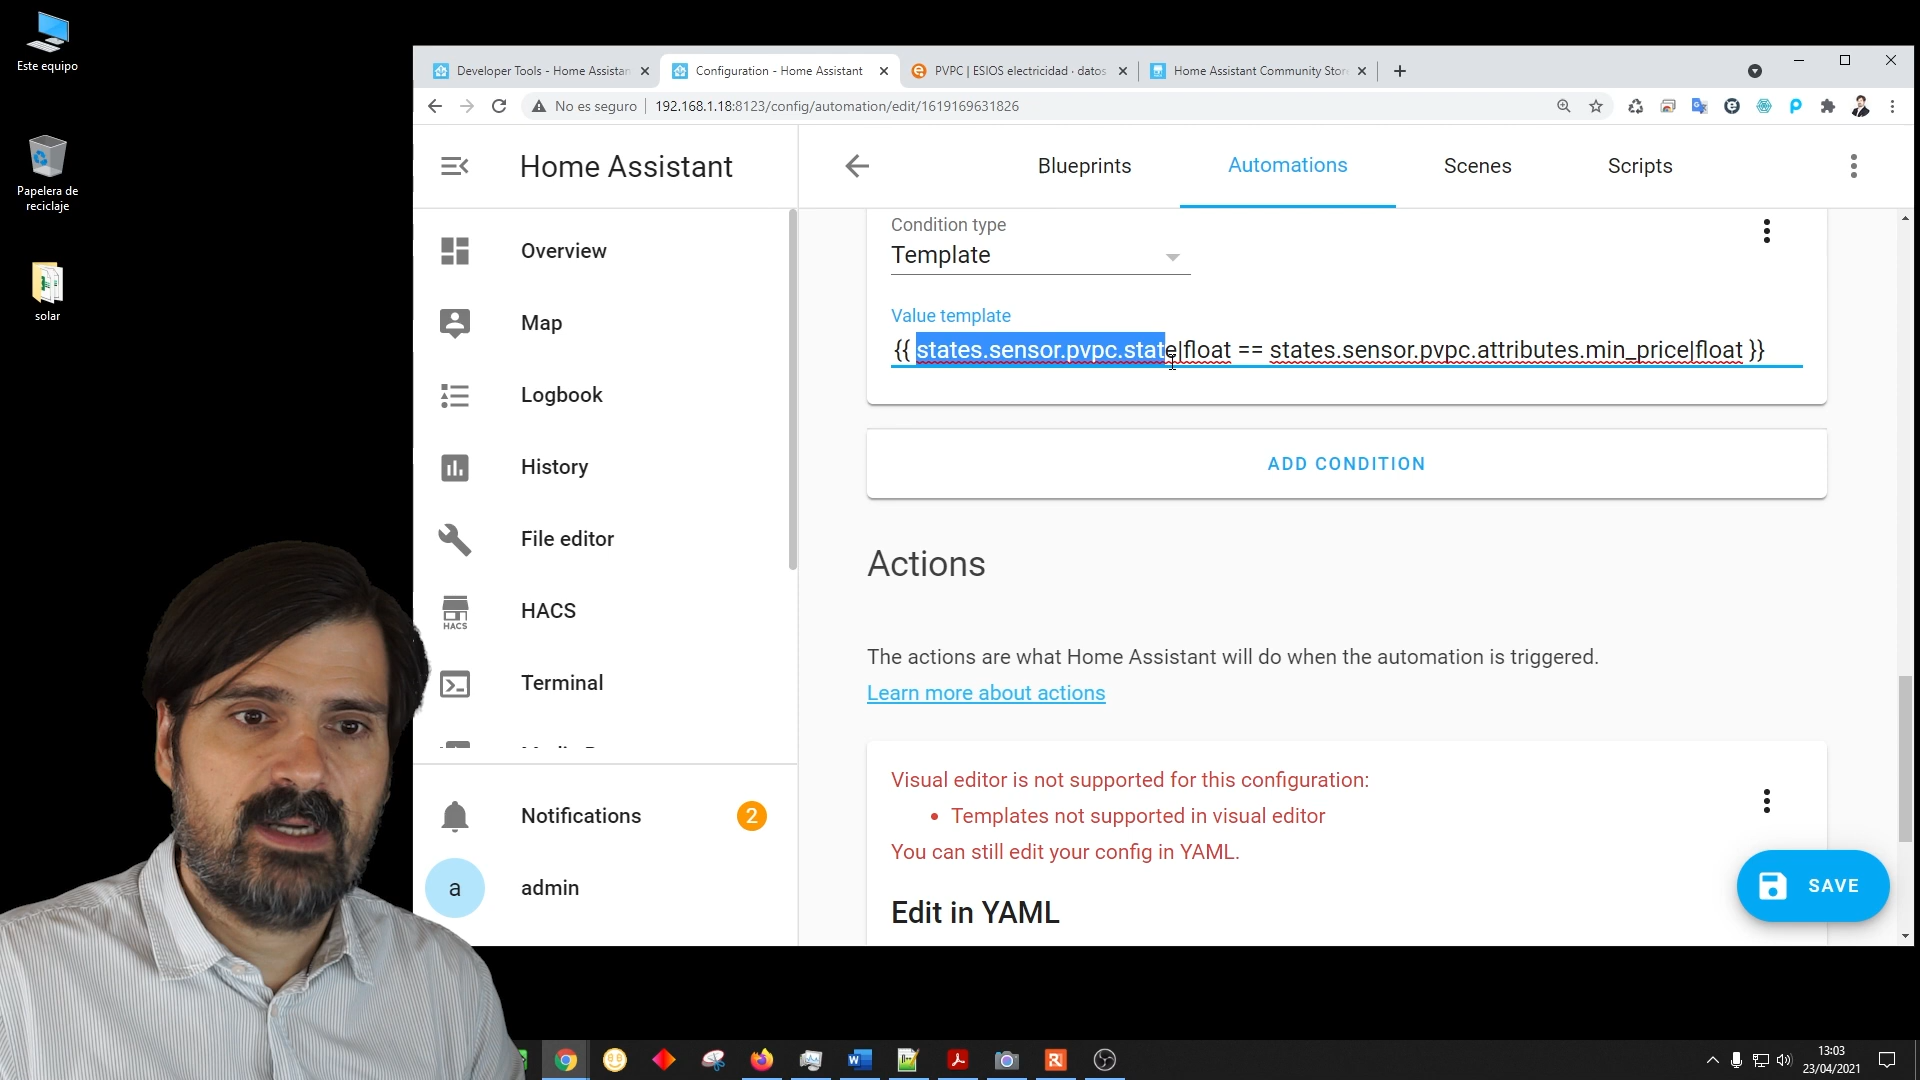 Este equipo
Papelera de
reciclaje
solar
Developer Tools - Home Assistan
Configuration - Home Assistant
PVPC | ESIOS electricidad · datos
Home Assistant Community Store
No es seguro
192.168.1.18:8123/config/automation/edit/1619169631826
Home Assistant
Blueprints
Automations
Scenes
Scripts
Overview
Map
Logbook
History
File editor
HACS
HACS
Terminal
Notifications
2
a
admin
Condition type
Template
Value template
{{ states.sensor.pvpc.state|float == states.sensor.pvpc.attributes.min_price|float }}
ADD CONDITION
Actions
The actions are what Home Assistant will do when the automation is triggered.
Learn more about actions
Visual editor is not supported for this configuration:
• Templates not supported in visual editor
You can still edit your config in YAML.
Edit in YAML
SAVE
13:03
23/04/2021